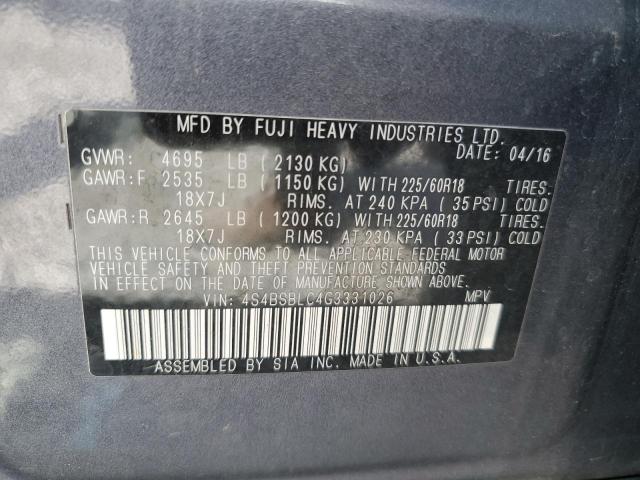 MFD BY FUJI HEAVY INDUSTRIES LTD.
DATE: 04/16
GVWR: 4695 LB (2130 KG)
GAWR:F 2535 LB (1150 KG) WITH 225/60R18 TIRES.
18X7J RIMS. AT 240 KPA (35 PSI) COLD
GAWR:R 2645 LB (1200 KG) WITH 225/60R18 TIRES.
18X7J RIMS. AT 230 KPA (33 PSI) COLD
THIS VEHICLE CONFORMS TO ALL APPLICABLE FEDERAL MOTOR
VEHICLE SAFETY AND THEFT PREVENTION STANDARDS
IN EFFECT ON THE DATE OF MANUFACTURE SHOWN ABOVE.
VIN: 4S4BSBLC4G3331026 MPV
ASSEMBLED BY SIA INC. MADE IN U.S.A.